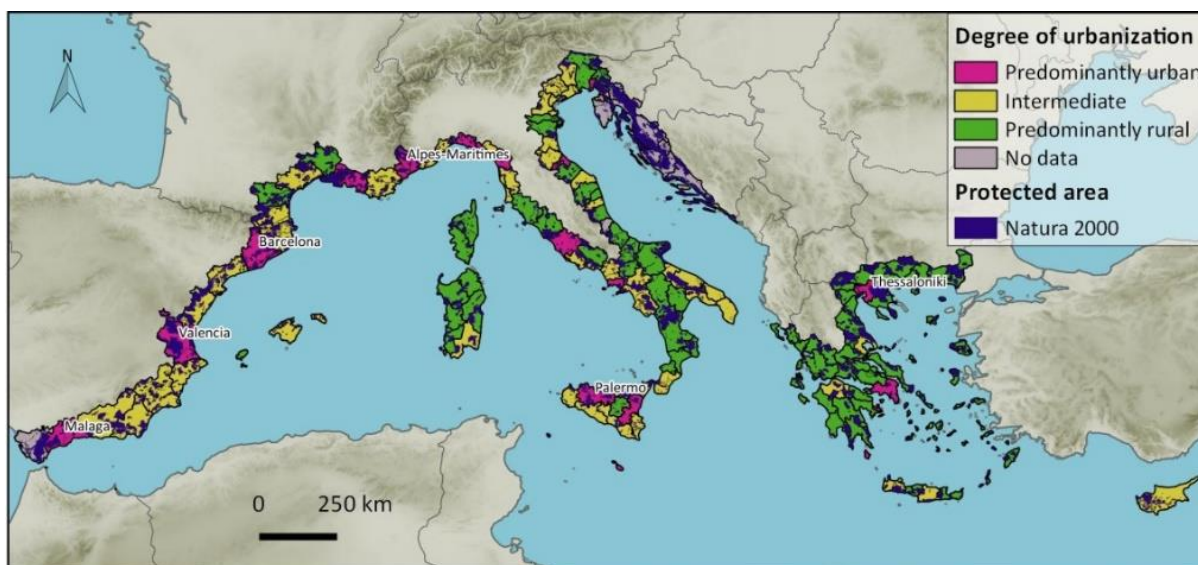 N
Degree of urbanization
Predominantly urban
Intermediate
Predominantly rural
No data
Protected area
Natura 2000
Alpes-Maritimes
Barcelona
Thessaloniki
Valencia
Palermo
Malaga
0 250 km